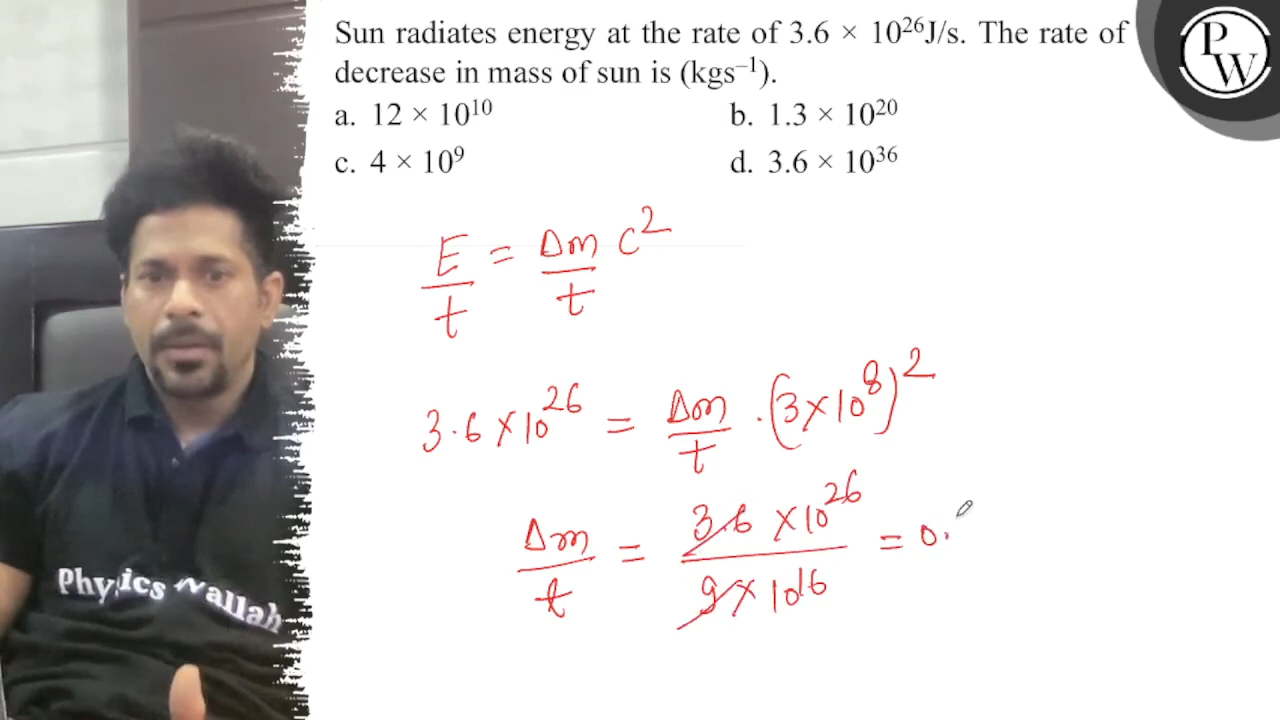 Sun radiates energy at the rate of 3.6 × 10²⁶J/s. The rate of
decrease in mass of sun is (kgs⁻¹).
a. 12 × 10¹⁰ b. 1.3 × 10²⁰
c. 4 × 10⁹ d. 3.6 × 10³⁶
PW
E/t = Δm/t c²
3.6 × 10²⁶ = Δm/t · (3×10⁸)²
Δm/t = 3.6 × 10²⁶ / 9 × 10¹⁶ = 0.
Physics Wallah